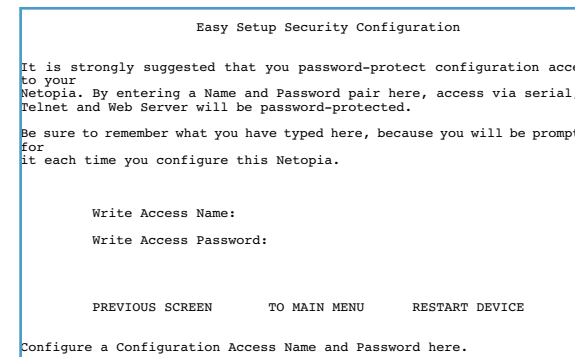 Easy Setup Security Configuration
It is strongly suggested that you password-protect configuration acce
to your
Netopia. By entering a Name and Password pair here, access via serial,
Telnet and Web Server will be password-protected.
Be sure to remember what you have typed here, because you will be prompt
for
it each time you configure this Netopia.
Write Access Name:
Write Access Password:
PREVIOUS SCREEN TO MAIN MENU RESTART DEVICE
Configure a Configuration Access Name and Password here.